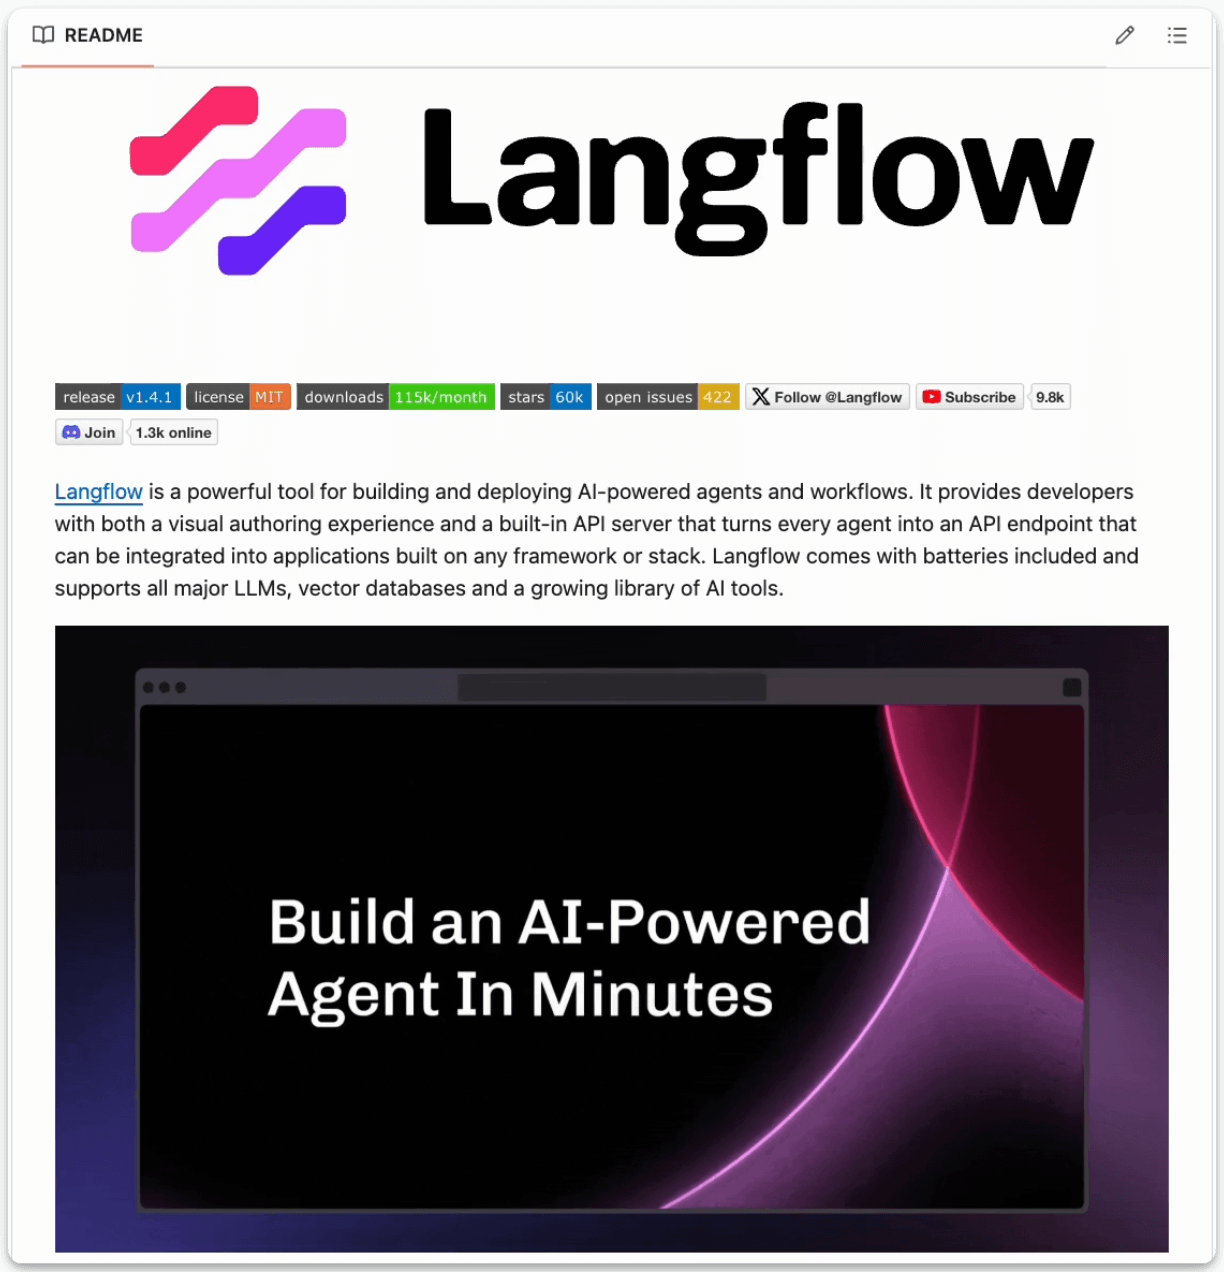 README
Langflow
release v1.4.1 license MIT downloads 115k/month stars 60k open issues 422 Follow @Langflow Subscribe 9.8k
Join 1.3k online
Langflow is a powerful tool for building and deploying AI-powered agents and workflows. It provides developers
with both a visual authoring experience and a built-in API server that turns every agent into an API endpoint that
can be integrated into applications built on any framework or stack. Langflow comes with batteries included and
supports all major LLMs, vector databases and a growing library of AI tools.
Build an AI-Powered
Agent In Minutes